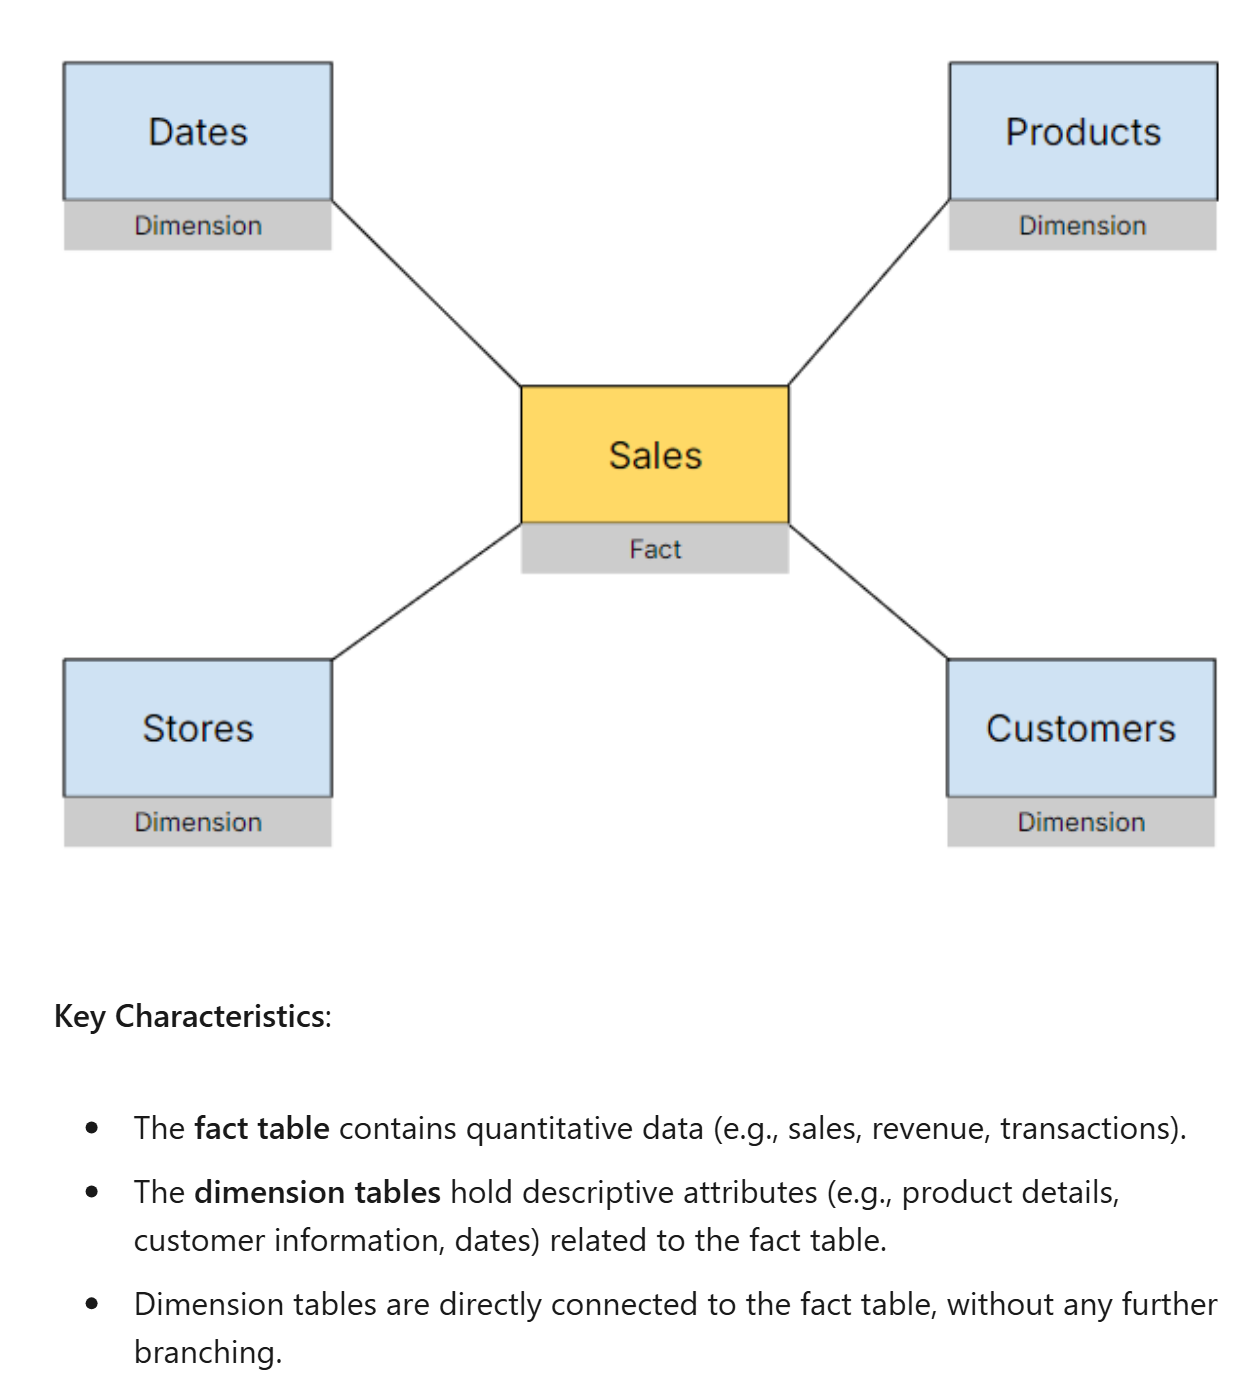 Dates
Products
Dimension
Dimension
Sales
Fact
Stores
Customers
Dimension
Dimension
Key Characteristics:
The fact table contains quantitative data (e.g., sales, revenue, transactions).
The dimension tables hold descriptive attributes (e.g., product details,
customer information, dates) related to the fact table.
Dimension tables are directly connected to the fact table, without any further
branching.